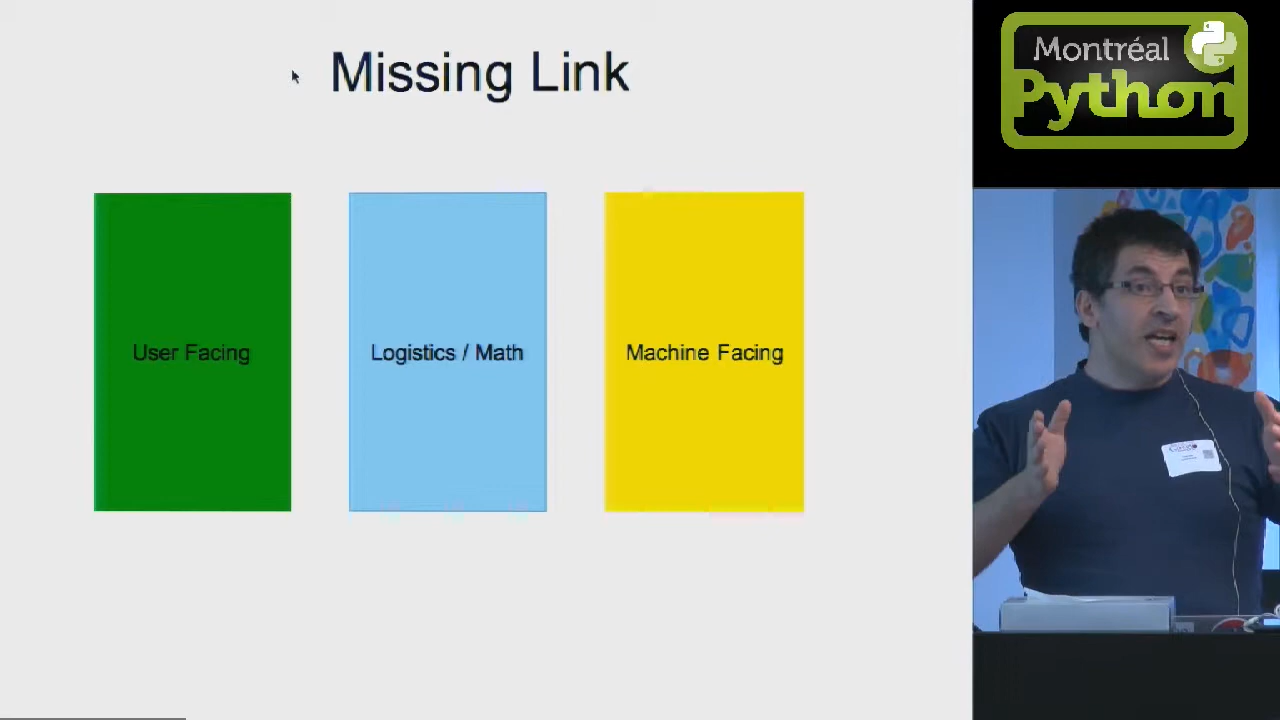 Missing Link
User Facing
Logistics / Math
Machine Facing
Montréal
Python